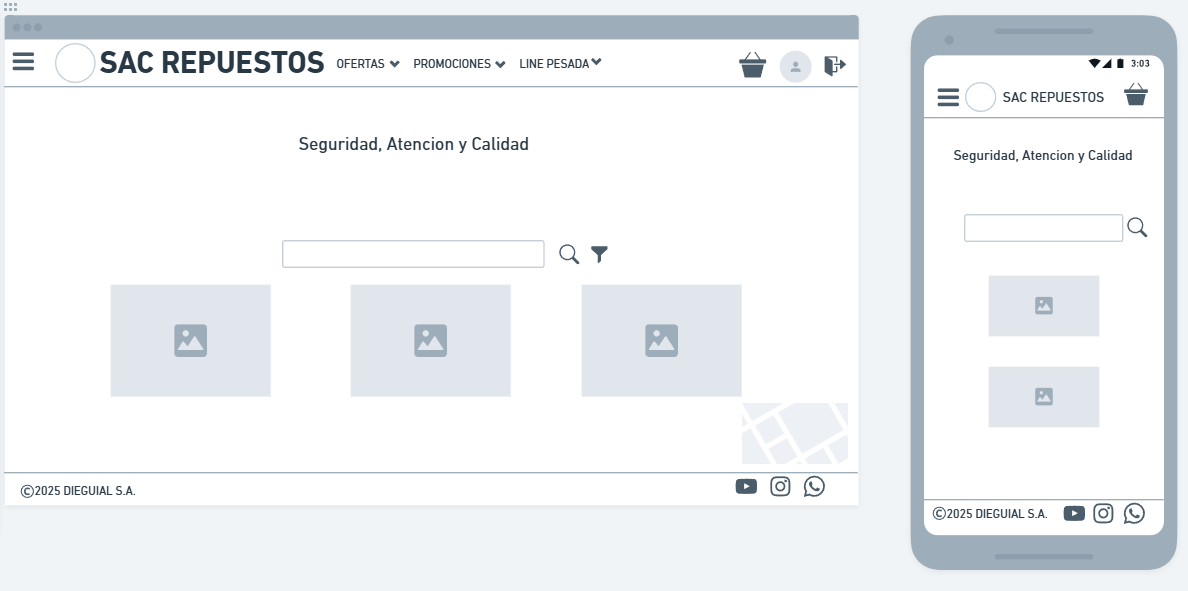 SAC REPUESTOS OFERTAS PROMOCIONES LINE PESADA
Seguridad, Atencion y Calidad
©2025 DIEGUIAL S.A.
3:03
SAC REPUESTOS
Seguridad, Atencion y Calidad
©2025 DIEGUIAL S.A.